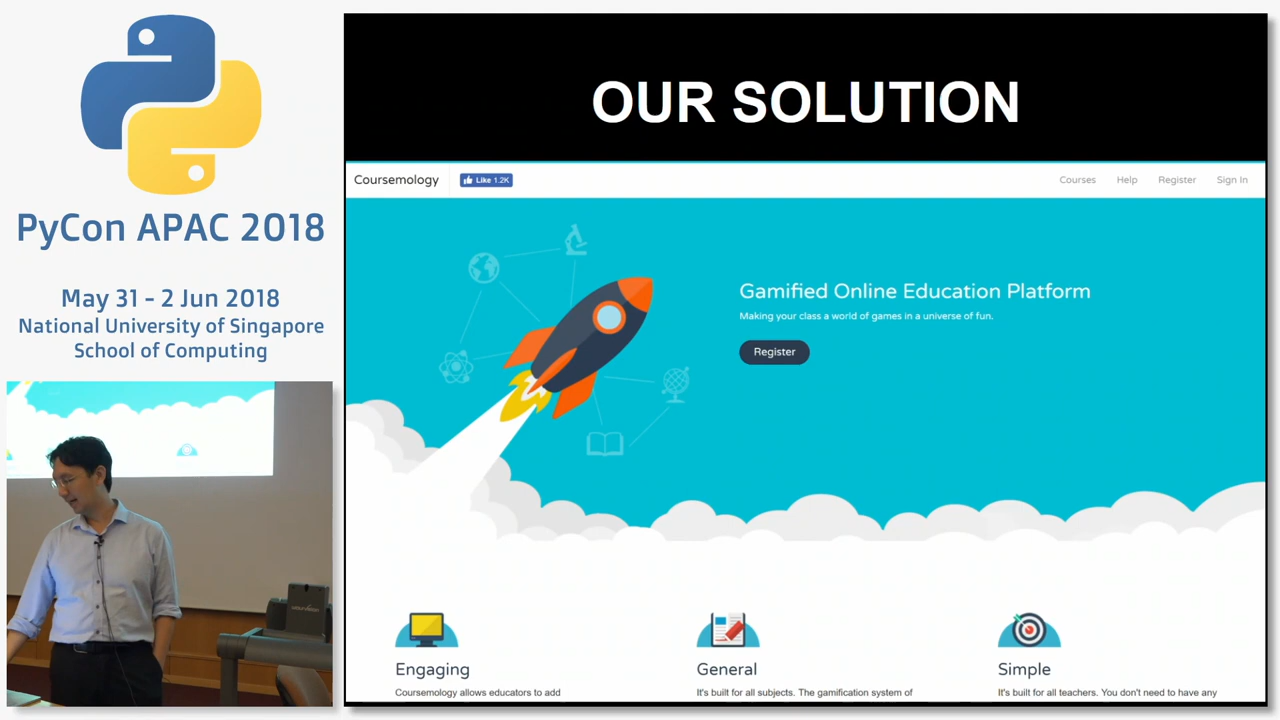 PyCon APAC 2018
May 31 - 2 Jun 2018
National University of Singapore
School of Computing
OUR SOLUTION
Coursemology
Like 1.2K
Courses
Help
Register
Sign In
Gamified Online Education Platform
Making your class a world of games in a universe of fun.
Register
Engaging
Coursemology allows educators to add
General
It's built for all subjects. The gamification system of
Simple
It's built for all teachers. You don't need to have any